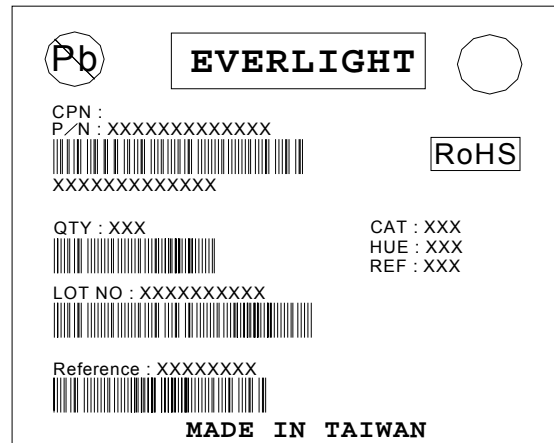 Pb
EVERLIGHT
CPN :
P/N : XXXXXXXXXXXXX
RoHS
XXXXXXXXXXXXX
QTY : XXX
CAT : XXX
HUE : XXX
REF : XXX
LOT NO : XXXXXXXXXX
Reference : XXXXXXXX
MADE IN TAIWAN